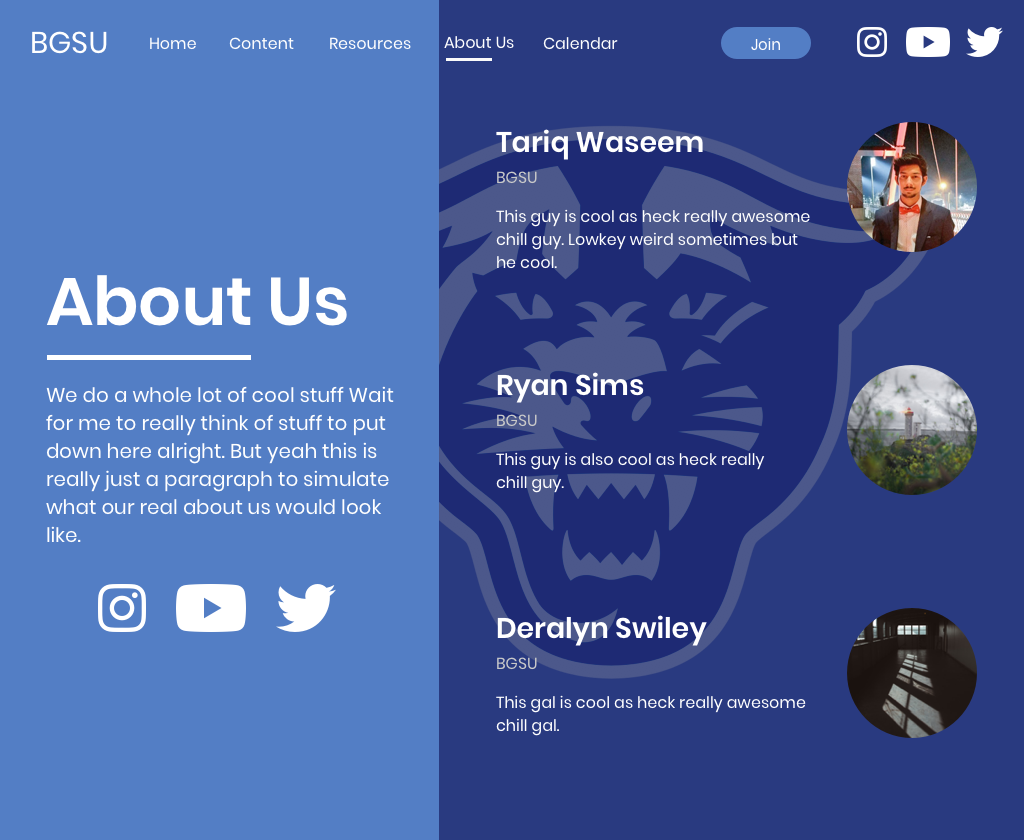 BGSU
Home
Content
Resources
About Us
Calendar
Join
About Us
We do a whole lot of cool stuff Wait
for me to really think of stuff to put
down here alright. But yeah this is
really just a paragraph to simulate
what our real about us would look
like.
Tariq Waseem
BGSU
This guy is cool as heck really awesome
chill guy. Lowkey weird sometimes but
he cool.
Ryan Sims
BGSU
This guy is also cool as heck really
chill guy.
Deralyn Swiley
BGSU
This gal is cool as heck really awesome
chill gal.